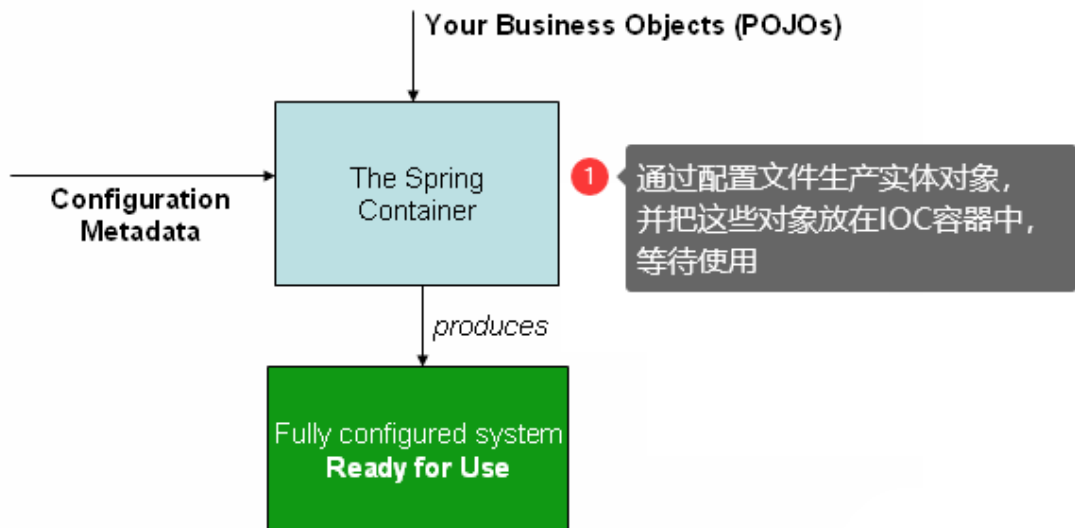 Your Business Objects (POJOs)
The Spring
Container
Configuration
Metadata
1
通过配置文件生产实体对象，
并把这些对象放在IOC容器中，
等待使用
produces
Fully configured system
Ready for Use